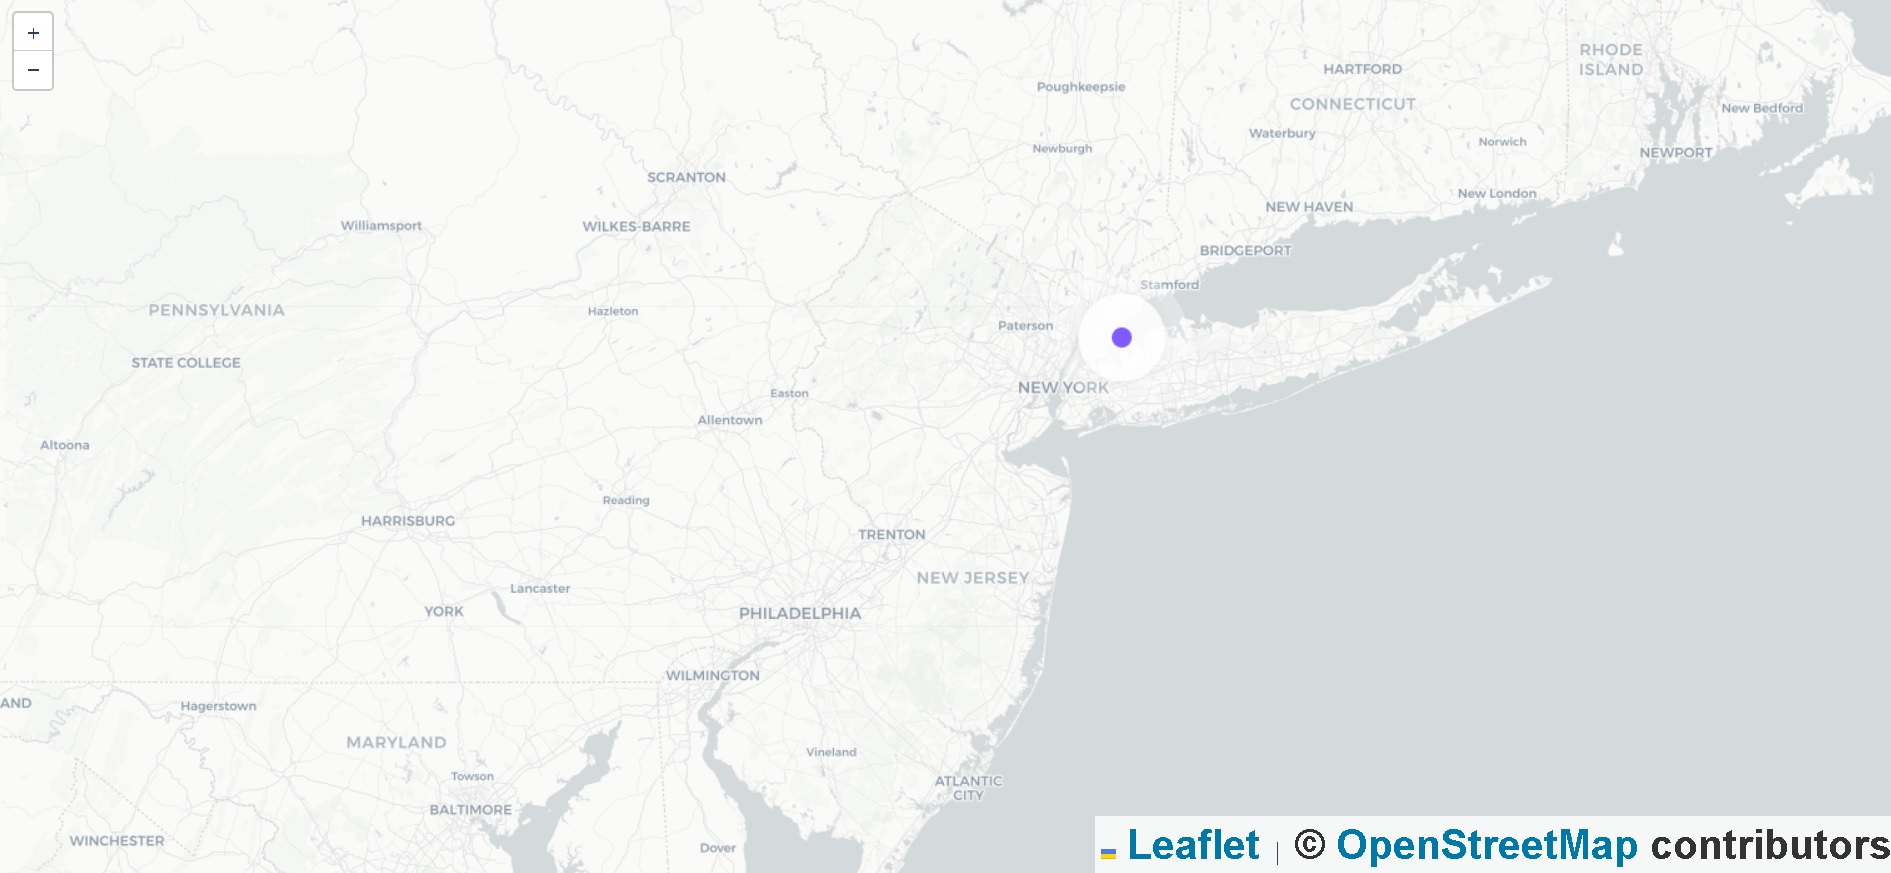 +
−
RHODE
ISLAND
HARTFORD
Poughkeepsie
CONNECTICUT
New Bedford
Waterbury
Norwich
Newburgh
NEWPORT
SCRANTON
New London
NEW HAVEN
Williamsport
WILKES-BARRE
BRIDGEPORT
Stamford
PENNSYLVANIA
Hazleton
Paterson
STATE COLLEGE
NEW YORK
Easton
Allentown
Altoona
Reading
HARRISBURG
TRENTON
NEW JERSEY
Lancaster
YORK
PHILADELPHIA
WILMINGTON
AND
Hagerstown
MARYLAND
Vineland
Towson
ATLANTIC
CITY
BALTIMORE
WINCHESTER
Dover
Leaflet | © OpenStreetMap contributors